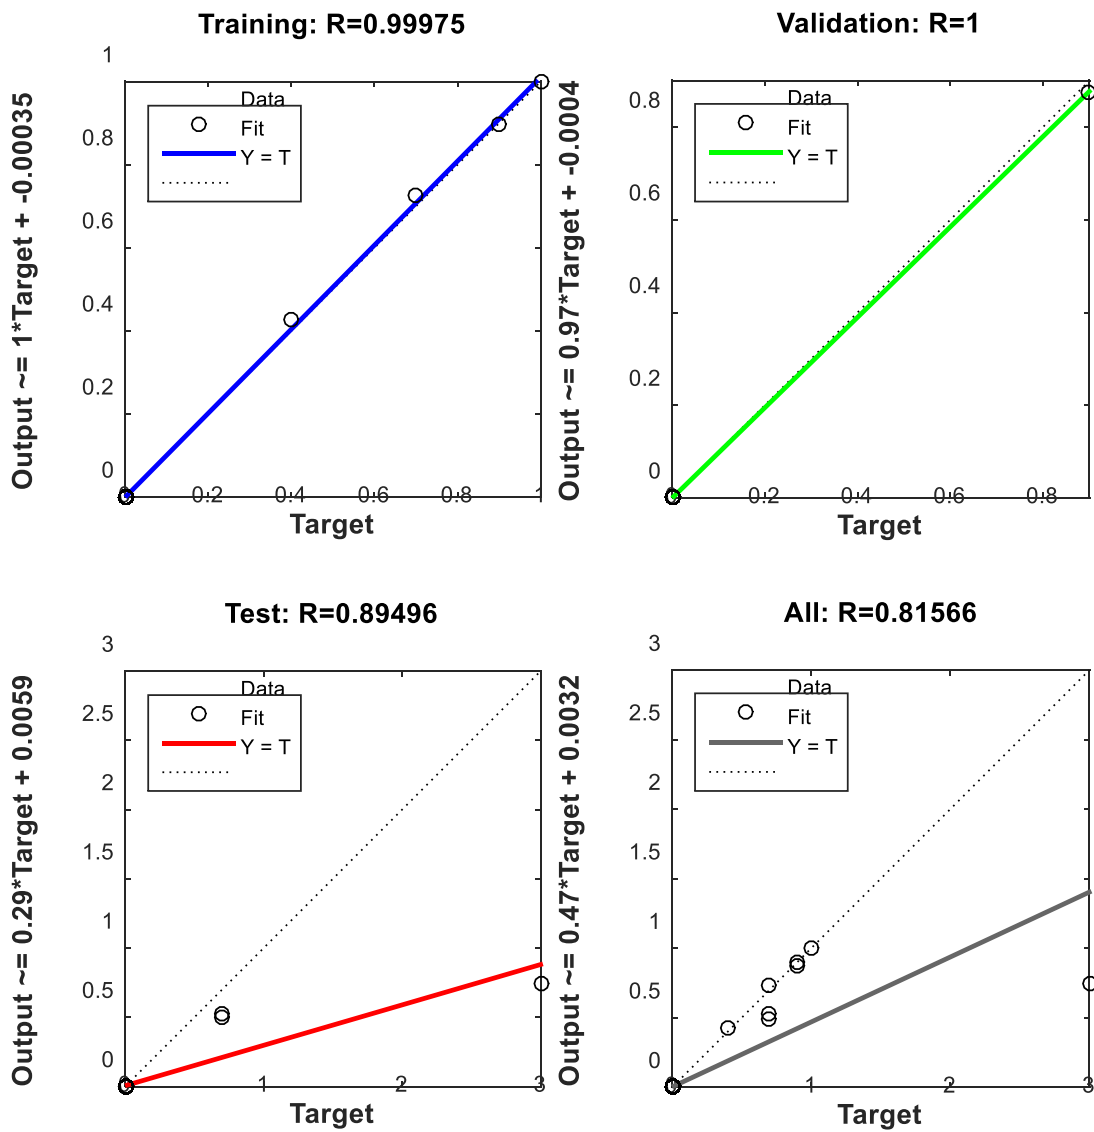 Training: R=0.99975
Output ~= 1*Target + -0.00035
1
0.8
0.6
0.4
0.2
0
Data
Fit
Y = T
0 0.2 0.4 0.6 0.8 1
Target
Validation: R=1
Output ~= 0.97*Target + -0.0004
0.8
0.6
0.4
0.2
0
Data
Fit
Y = T
0.2 0.4 0.6 0.8
Target
Test: R=0.89496
Output ~= 0.29*Target + 0.0059
3
2.5
2
1.5
1
0.5
0
Data
Fit
Y = T
0 1 2 3
Target
All: R=0.81566
Output ~= 0.47*Target + 0.0032
3
2.5
2
1.5
1
0.5
0
Data
Fit
Y = T
0 1 2 3
Target